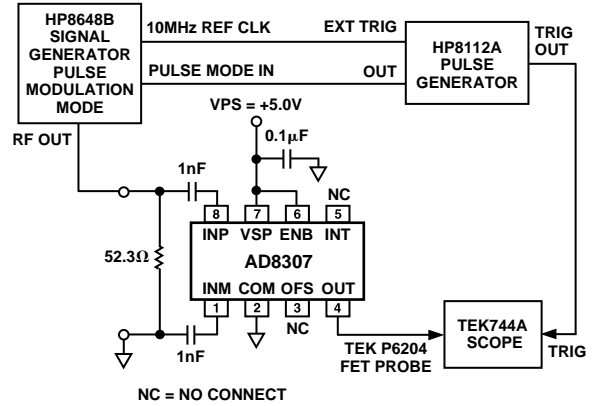 HP8648B
SIGNAL
GENERATOR
PULSE
MODULATION
MODE
10MHz REF CLK
EXT TRIG
HP8112A
PULSE
GENERATOR
TRIG
OUT
PULSE MODE IN
OUT
VPS = +5.0V
RF OUT
0.1µF
1nF
NC
8
7
6
5
INP
VSP
ENB
INT
52.3Ω
AD8307
INM
COM
OFS
OUT
1
2
3
4
NC
1nF
TEK P6204
FET PROBE
TEK744A
SCOPE
TRIG
NC = NO CONNECT